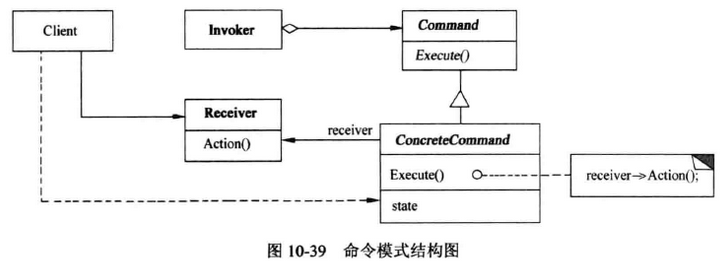 Client
Invoker
Command
Execute()
Receiver
Action()
receiver
ConcreteCommand
Execute()
receiver->Action();
state
图 10-39 命令模式结构图